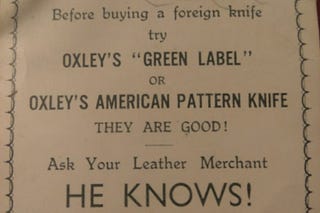 Before buying a foreign knife
try
OXLEY'S "GREEN LABEL"
OR
OXLEY'S AMERICAN PATTERN KNIFE
THEY ARE GOOD!
Ask Your Leather Merchant
HE KNOWS!